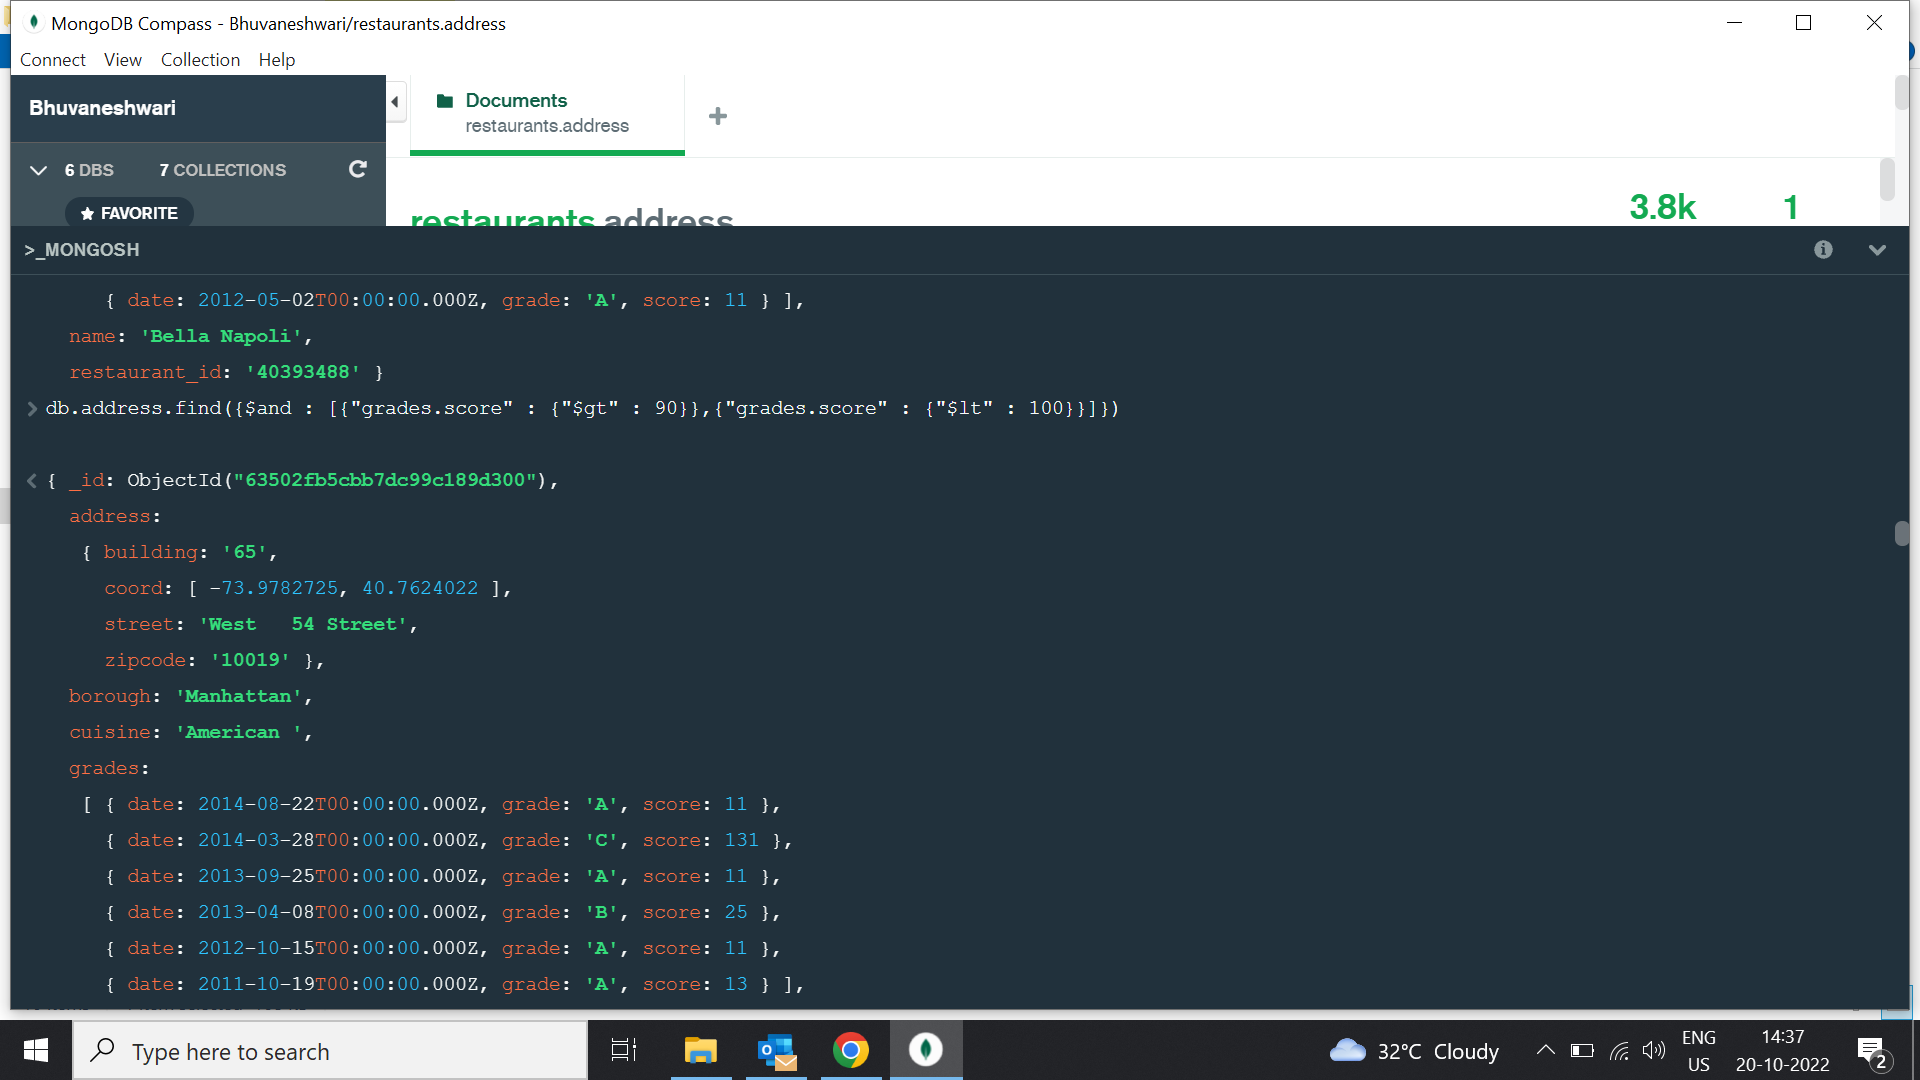 MongoDB Compass - Bhuvaneshwari/restaurants.address
Connect View Collection Help
Bhuvaneshwari
Documents
restaurants.address
6 DBS 7 COLLECTIONS
FAVORITE
restaurants.address
3.8k 1
>_MONGOSH
{ date: 2012-05-02T00:00:00.000Z, grade: 'A', score: 11 } ],
name: 'Bella Napoli',
restaurant_id: '40393488' }
db.address.find({$and : [{"grades.score" : {"$gt" : 90}},{"grades.score" : {"$lt" : 100}}]})
{ _id: ObjectId("63502fb5cbb7dc99c189d300"),
address:
{ building: '65',
coord: [ -73.9782725, 40.7624022 ],
street: 'West   54 Street',
zipcode: '10019' },
borough: 'Manhattan',
cuisine: 'American ',
grades:
[ { date: 2014-08-22T00:00:00.000Z, grade: 'A', score: 11 },
{ date: 2014-03-28T00:00:00.000Z, grade: 'C', score: 131 },
{ date: 2013-09-25T00:00:00.000Z, grade: 'A', score: 11 },
{ date: 2013-04-08T00:00:00.000Z, grade: 'B', score: 25 },
{ date: 2012-10-15T00:00:00.000Z, grade: 'A', score: 11 },
{ date: 2011-10-19T00:00:00.000Z, grade: 'A', score: 13 } ],
Type here to search
32°C Cloudy
ENG
US
14:37
20-10-2022
2